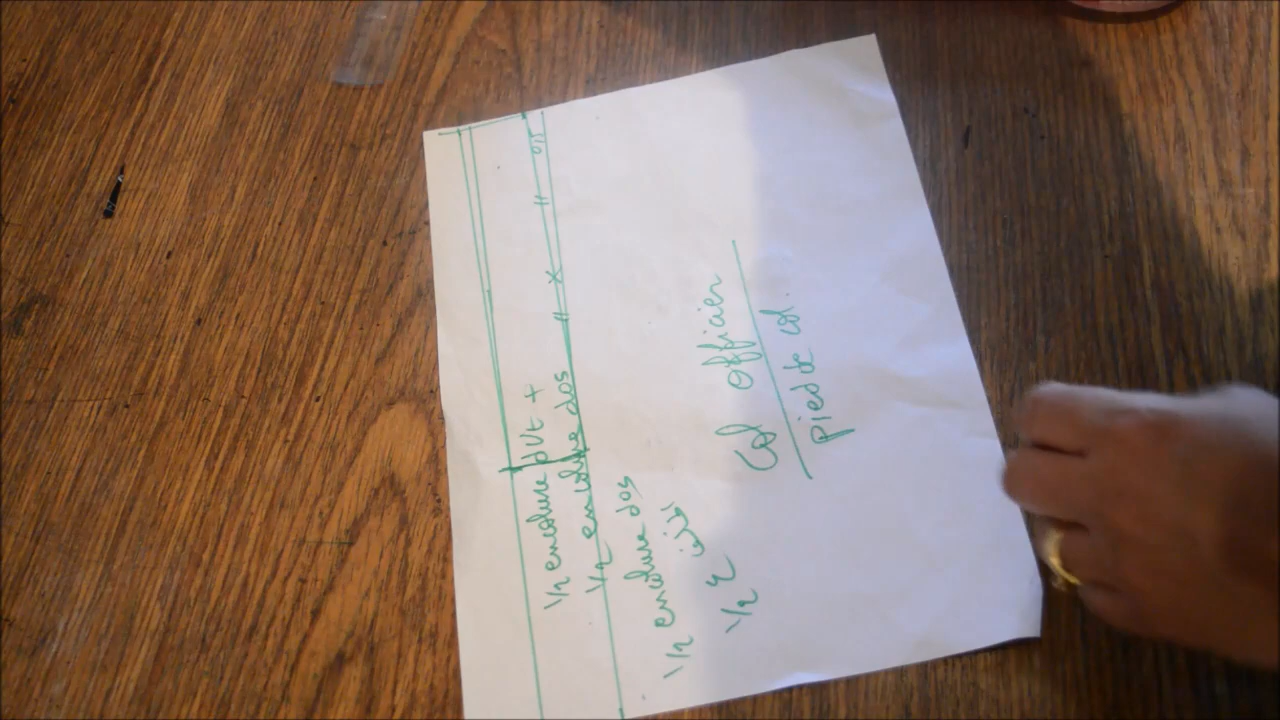 1/2 encolure dvt +
1/2 encolure dos
1/2 encolure dos
1/2
Col officier
pied de col.